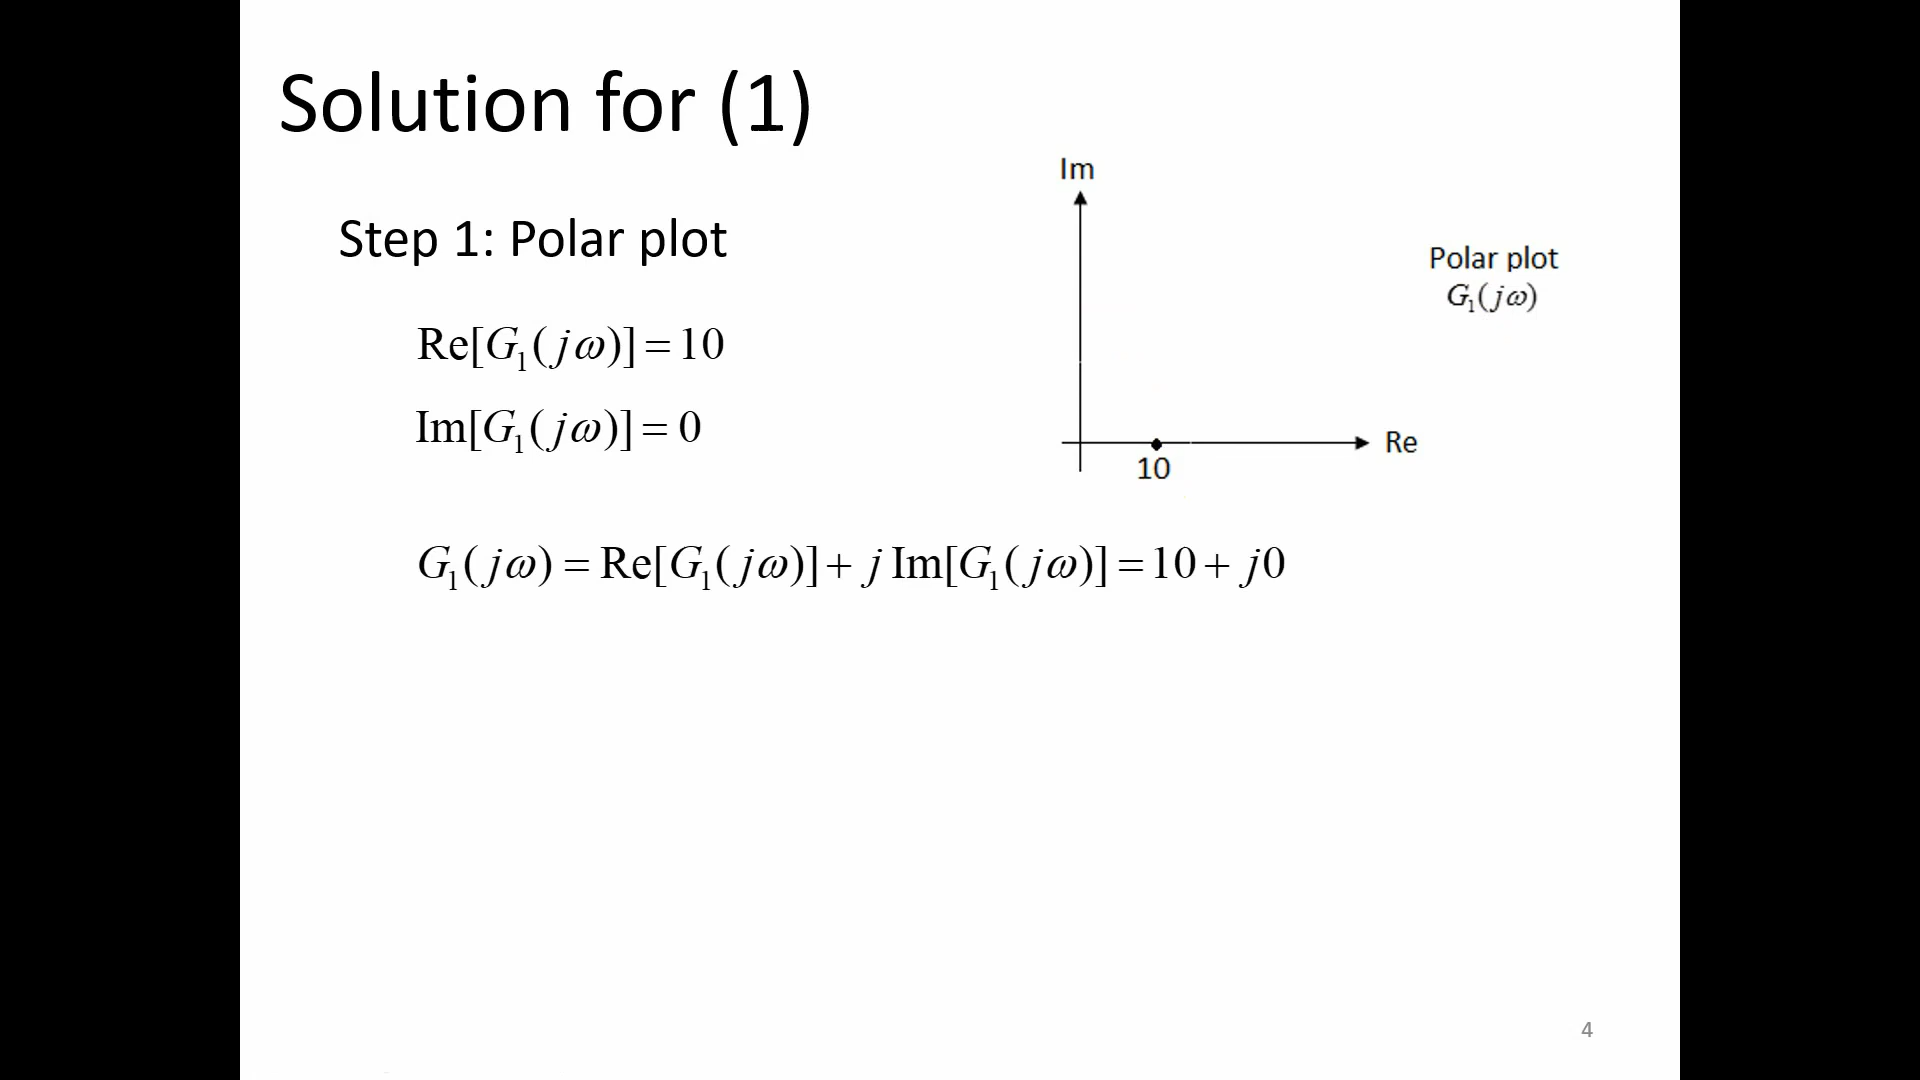 Solution for (1)
Step 1: Polar plot
Re[G₁(jω)] = 10
Im[G₁(jω)] = 0
Im
Polar plot
G₁(jω)
Re
10
G₁(jω) = Re[G₁(jω)] + j Im[G₁(jω)] = 10 + j0
4